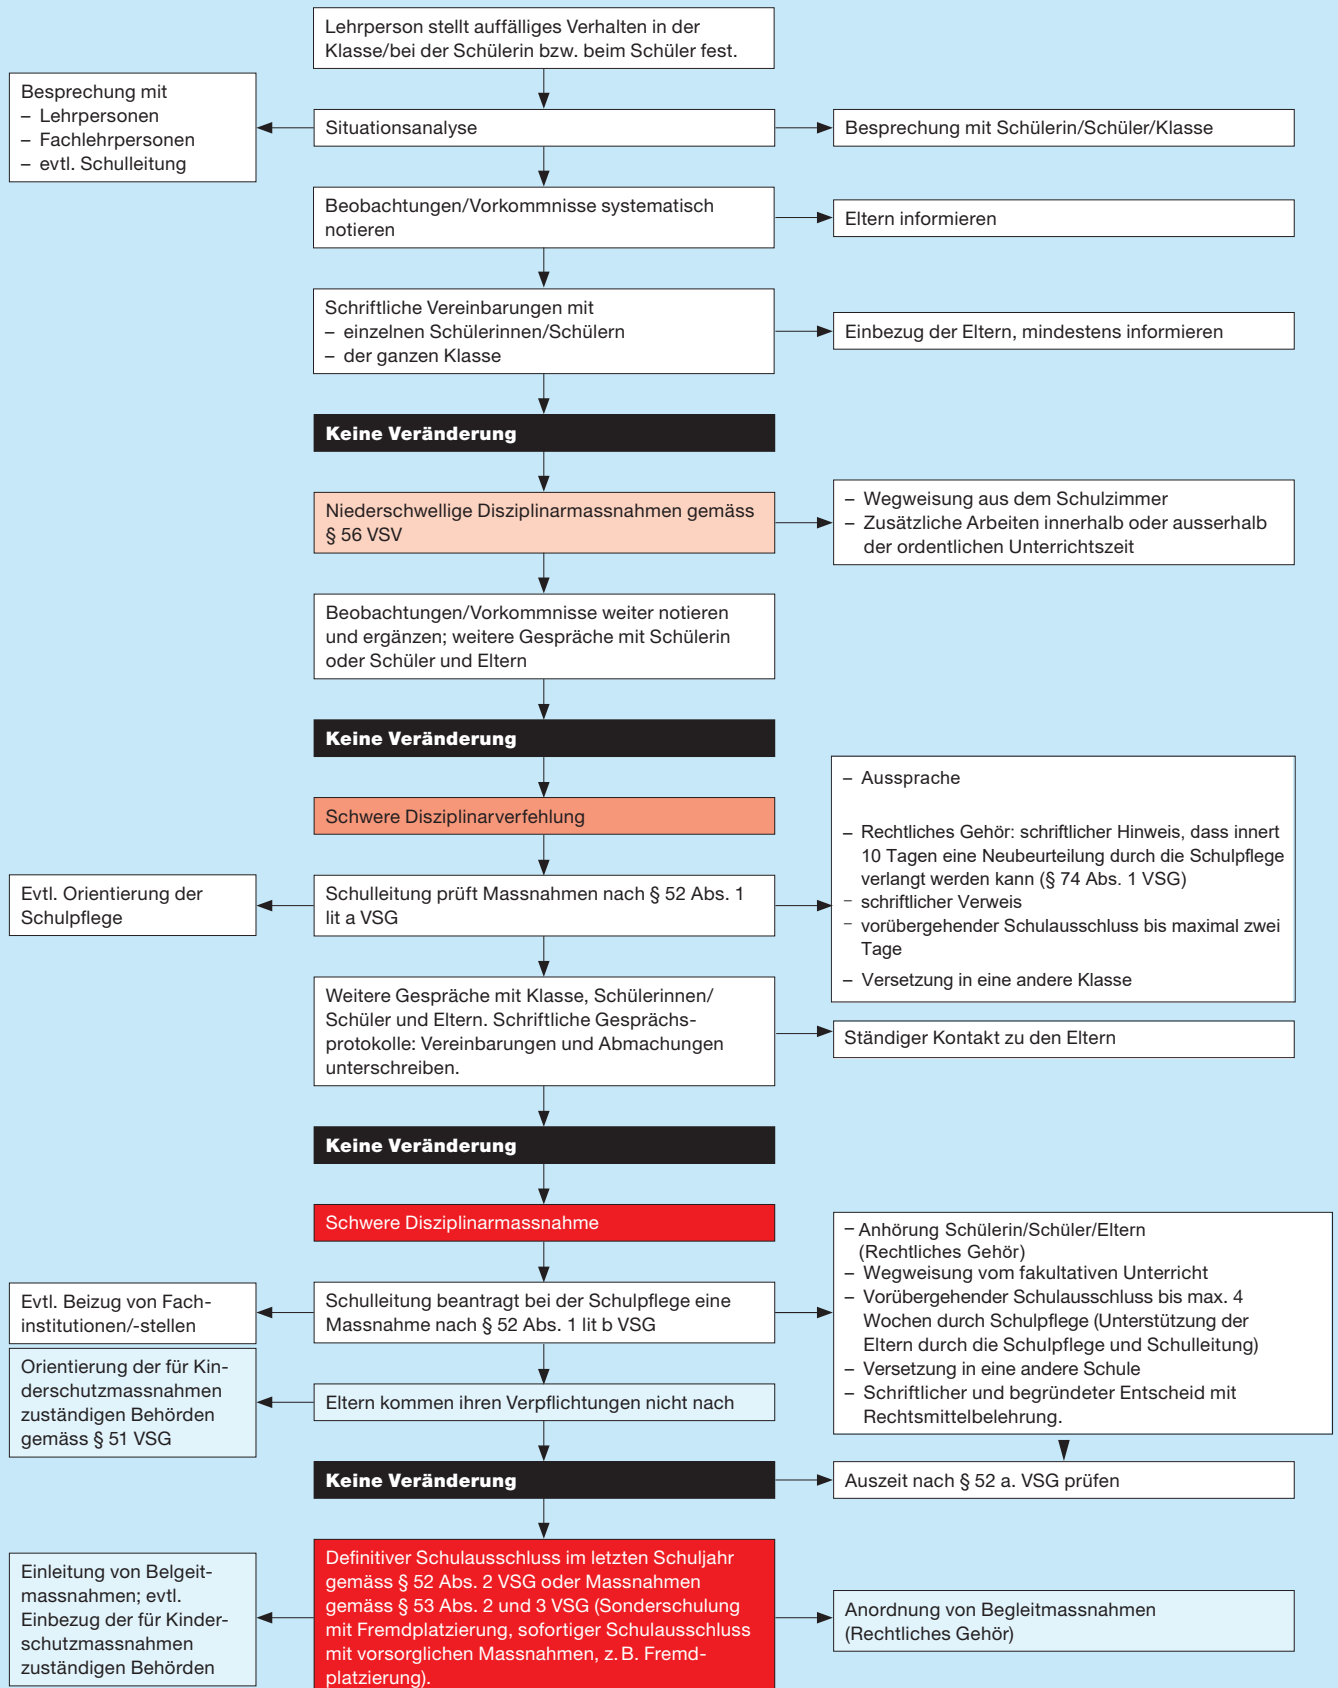 Lehrperson stellt auffälliges Verhalten in der
Klasse/bei der Schülerin bzw. beim Schüler fest.
Besprechung mit
– Lehrpersonen
– Fachlehrpersonen
– evtl. Schulleitung
Situationsanalyse
Besprechung mit Schülerin/Schüler/Klasse
Beobachtungen/Vorkommnisse systematisch
notieren
Eltern informieren
Schriftliche Vereinbarungen mit
– einzelnen Schülerinnen/Schülern
– der ganzen Klasse
Einbezug der Eltern, mindestens informieren
Keine Veränderung
Niederschwellige Disziplinarmassnahmen gemäss
§ 56 VSV
– Wegweisung aus dem Schulzimmer
– Zusätzliche Arbeiten innerhalb oder ausserhalb
der ordentlichen Unterrichtszeit
Beobachtungen/Vorkommnisse weiter notieren
und ergänzen; weitere Gespräche mit Schülerin
oder Schüler und Eltern
Keine Veränderung
Schwere Disziplinarverfehlung
– Aussprache
– Rechtliches Gehör: schriftlicher Hinweis, dass innert
10 Tagen eine Neubeurteilung durch die Schulpflege
verlangt werden kann (§ 74 Abs. 1 VSG)
– schriftlicher Verweis
– vorübergehender Schulausschluss bis maximal zwei
Tage
– Versetzung in eine andere Klasse
Evtl. Orientierung der
Schulpflege
Schulleitung prüft Massnahmen nach § 52 Abs. 1
lit a VSG
Weitere Gespräche mit Klasse, Schülerinnen/
Schüler und Eltern. Schriftliche Gesprächs-
protokolle: Vereinbarungen und Abmachungen
unterschreiben.
Ständiger Kontakt zu den Eltern
Keine Veränderung
Schwere Disziplinarmassnahme
– Anhörung Schülerin/Schüler/Eltern
(Rechtliches Gehör)
– Wegweisung vom fakultativen Unterricht
– Vorübergehender Schulausschluss bis max. 4
Wochen durch Schulpflege (Unterstützung der
Eltern durch die Schulpflege und Schulleitung)
– Versetzung in eine andere Schule
– Schriftlicher und begründeter Entscheid mit
Rechtsmittelbelehrung.
Evtl. Beizug von Fach-
institutionen/-stellen
Schulleitung beantragt bei der Schulpflege eine
Massnahme nach § 52 Abs. 1 lit b VSG
Orientierung der für Kin-
derschutzmassnahmen
zuständigen Behörden
gemäss § 51 VSG
Eltern kommen ihren Verpflichtungen nicht nach
Keine Veränderung
Auszeit nach § 52 a. VSG prüfen
Einleitung von Belgeit-
massnahmen; evtl.
Einbezug der für Kinder-
schutzmassnahmen
zuständigen Behörden
Definitiver Schulausschluss im letzten Schuljahr
gemäss § 52 Abs. 2 VSG oder Massnahmen
gemäss § 53 Abs. 2 und 3 VSG (Sonderschulung
mit Fremdplatzierung, sofortiger Schulausschluss
mit vorsorglichen Massnahmen, z. B. Fremd-
platzierung).
Anordnung von Begleitmassnahmen
(Rechtliches Gehör)